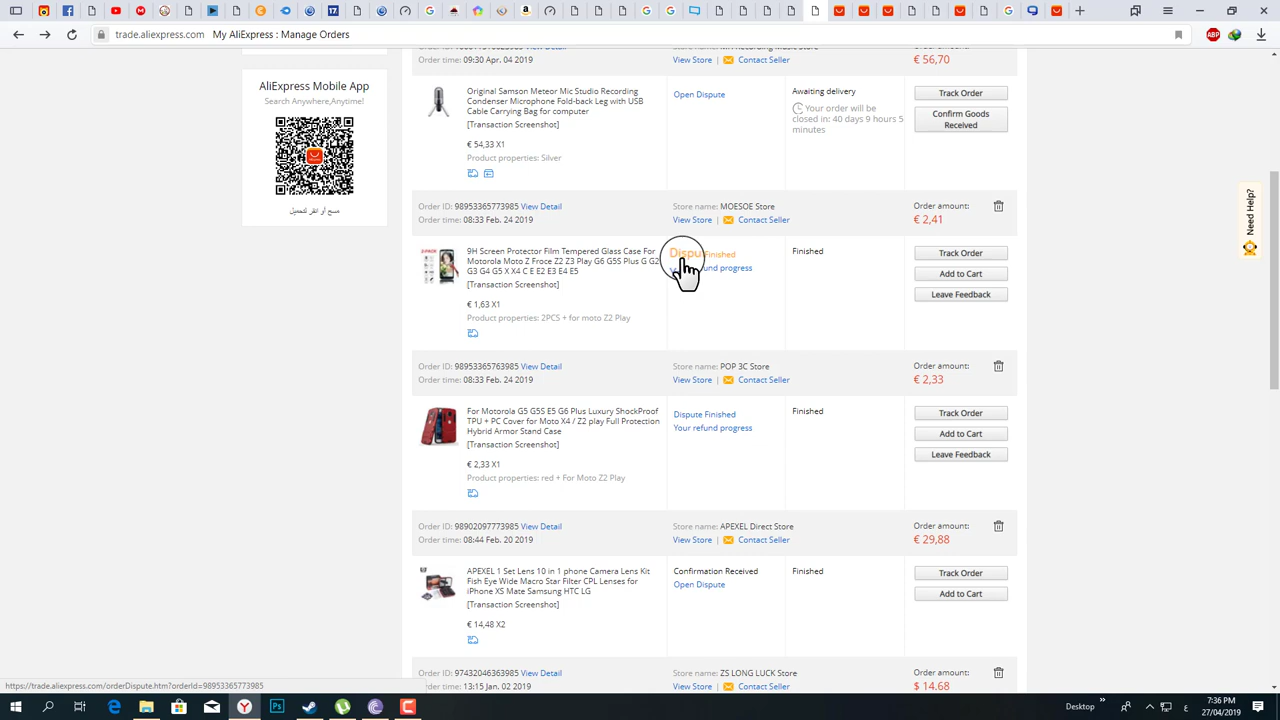 trade.aliexpress.com My AliExpress : Manage Orders
ABP
AliExpress Mobile App
Search Anywhere,Anytime!
مسح أو انقر لتحميل
View Detail
Order time: 09:30 Apr. 04 2019
View Store | Contact Seller
€ 56,70
Original Samson Meteor Mic Studio Recording
Condenser Microphone Fold-back Leg with USB
Cable Carrying Bag for computer
[Transaction Screenshot]
€ 54,33 X1
Product properties: Silver
Open Dispute
Awaiting delivery
Your order will be
closed in: 40 days 9 hours 5
minutes
Track Order
Confirm Goods
Received
Order ID: 98953365773985 View Detail
Order time: 08:33 Feb. 24 2019
Store name: MOESOE Store
View Store | Contact Seller
Order amount:
€ 2,41
9H Screen Protector Film Tempered Glass Case For
Motorola Moto Z Froce Z2 Z3 Play G6 G5S Plus G G2
G3 G4 G5 X X4 C E E2 E3 E4 E5
[Transaction Screenshot]
€ 1,63 X1
Product properties: 2PCS + for moto Z2 Play
Dispu Finished
fund progress
Finished
Track Order
Add to Cart
Leave Feedback
Order ID: 98953365763985 View Detail
Order time: 08:33 Feb. 24 2019
Store name: POP 3C Store
View Store | Contact Seller
Order amount:
€ 2,33
For Motorola G5 G5S E5 G6 Plus Luxury ShockProof
TPU + PC Cover for Moto X4 / Z2 play Full Protection
Hybrid Armor Stand Case
[Transaction Screenshot]
€ 2,33 X1
Product properties: red + For Moto Z2 Play
Dispute Finished
Your refund progress
Finished
Track Order
Add to Cart
Leave Feedback
Order ID: 98902097773985 View Detail
Order time: 08:44 Feb. 20 2019
Store name: APEXEL Direct Store
View Store | Contact Seller
Order amount:
€ 29,88
APEXEL 1 Set Lens 10 in 1 phone Camera Lens Kit
Fish Eye Wide Macro Star Filter CPL Lenses for
iPhone XS Mate Samsung HTC LG
[Transaction Screenshot]
€ 14,48 X2
Confirmation Received
Open Dispute
Finished
Track Order
Add to Cart
Order ID: 97432046363985 View Detail
Order time: 13:15 Jan. 02 2019
Store name: ZS LONG LUCK Store
View Store | Contact Seller
Order amount:
$ 14,68
Need Help?
https://trade.aliexpress.com/orderDispute.htm?orderId=98953365773985
Desktop
ع
7:36 PM
27/04/2019